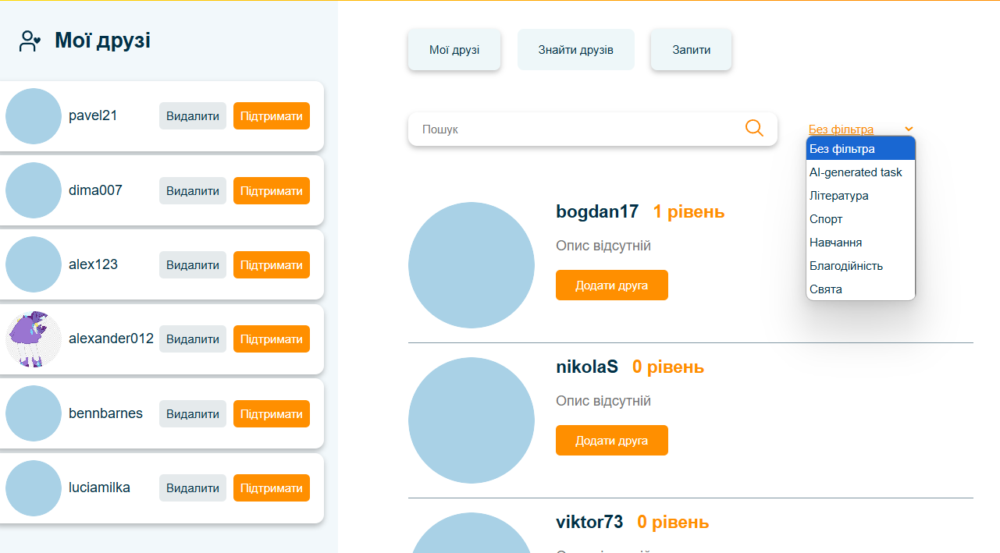 Мої друзі
pavel21 Видалити Підтримати
dima007 Видалити Підтримати
alex123 Видалити Підтримати
alexander012 Видалити Підтримати
bennbarnes Видалити Підтримати
luciamilka Видалити Підтримати
Мої друзі Знайти друзів Запити
Пошук Без фільтра
Без фільтра
AI-generated task
Література
Спорт
Навчання
Благодійність
Свята
bogdan17 1 рівень
Опис відсутній
Додати друга
nikolaS 0 рівень
Опис відсутній
Додати друга
viktor73 0 рівень